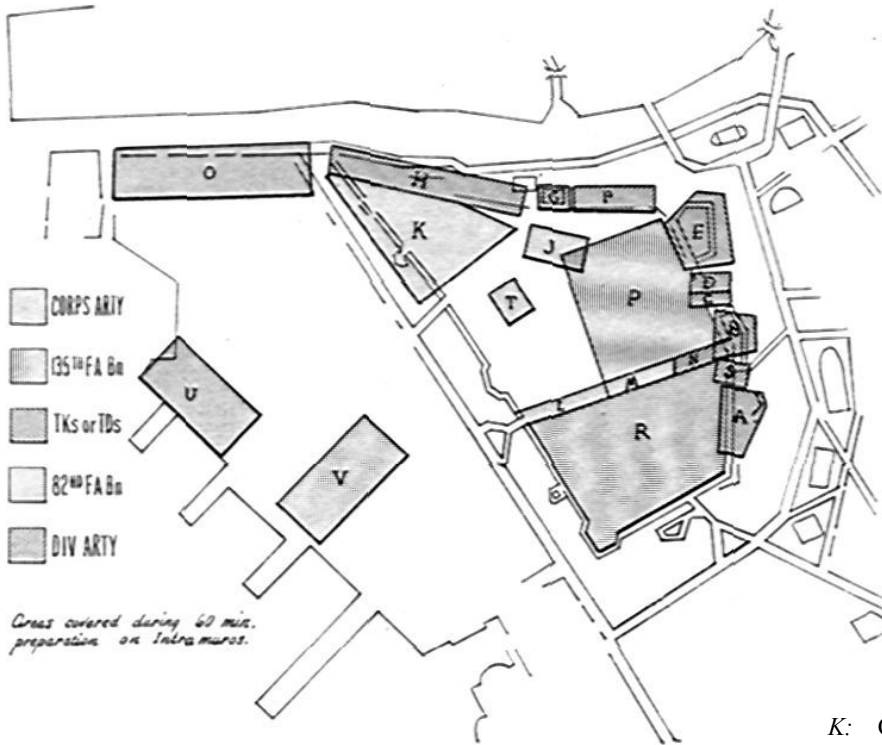 O
H
G
F
K
E
J
P
D
C
T
B
N
S
M
L
A
R
U
V
CORPS ARTY
135TH FA Bn
TKs or TDs
82ND FA Bn
DIV ARTY
Areas covered during 60 min.
preparation on Intramuros.
K: